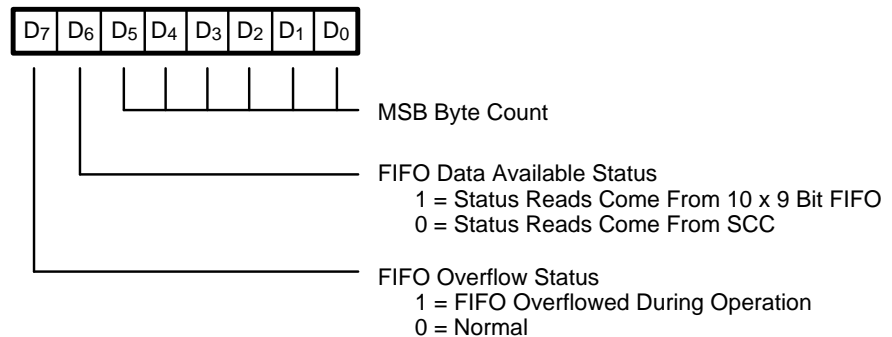 D7 D6 D5 D4 D3 D2 D1 D0
MSB Byte Count
FIFO Data Available Status
1 = Status Reads Come From 10 x 9 Bit FIFO
0 = Status Reads Come From SCC
FIFO Overflow Status
1 = FIFO Overflowed During Operation
0 = Normal